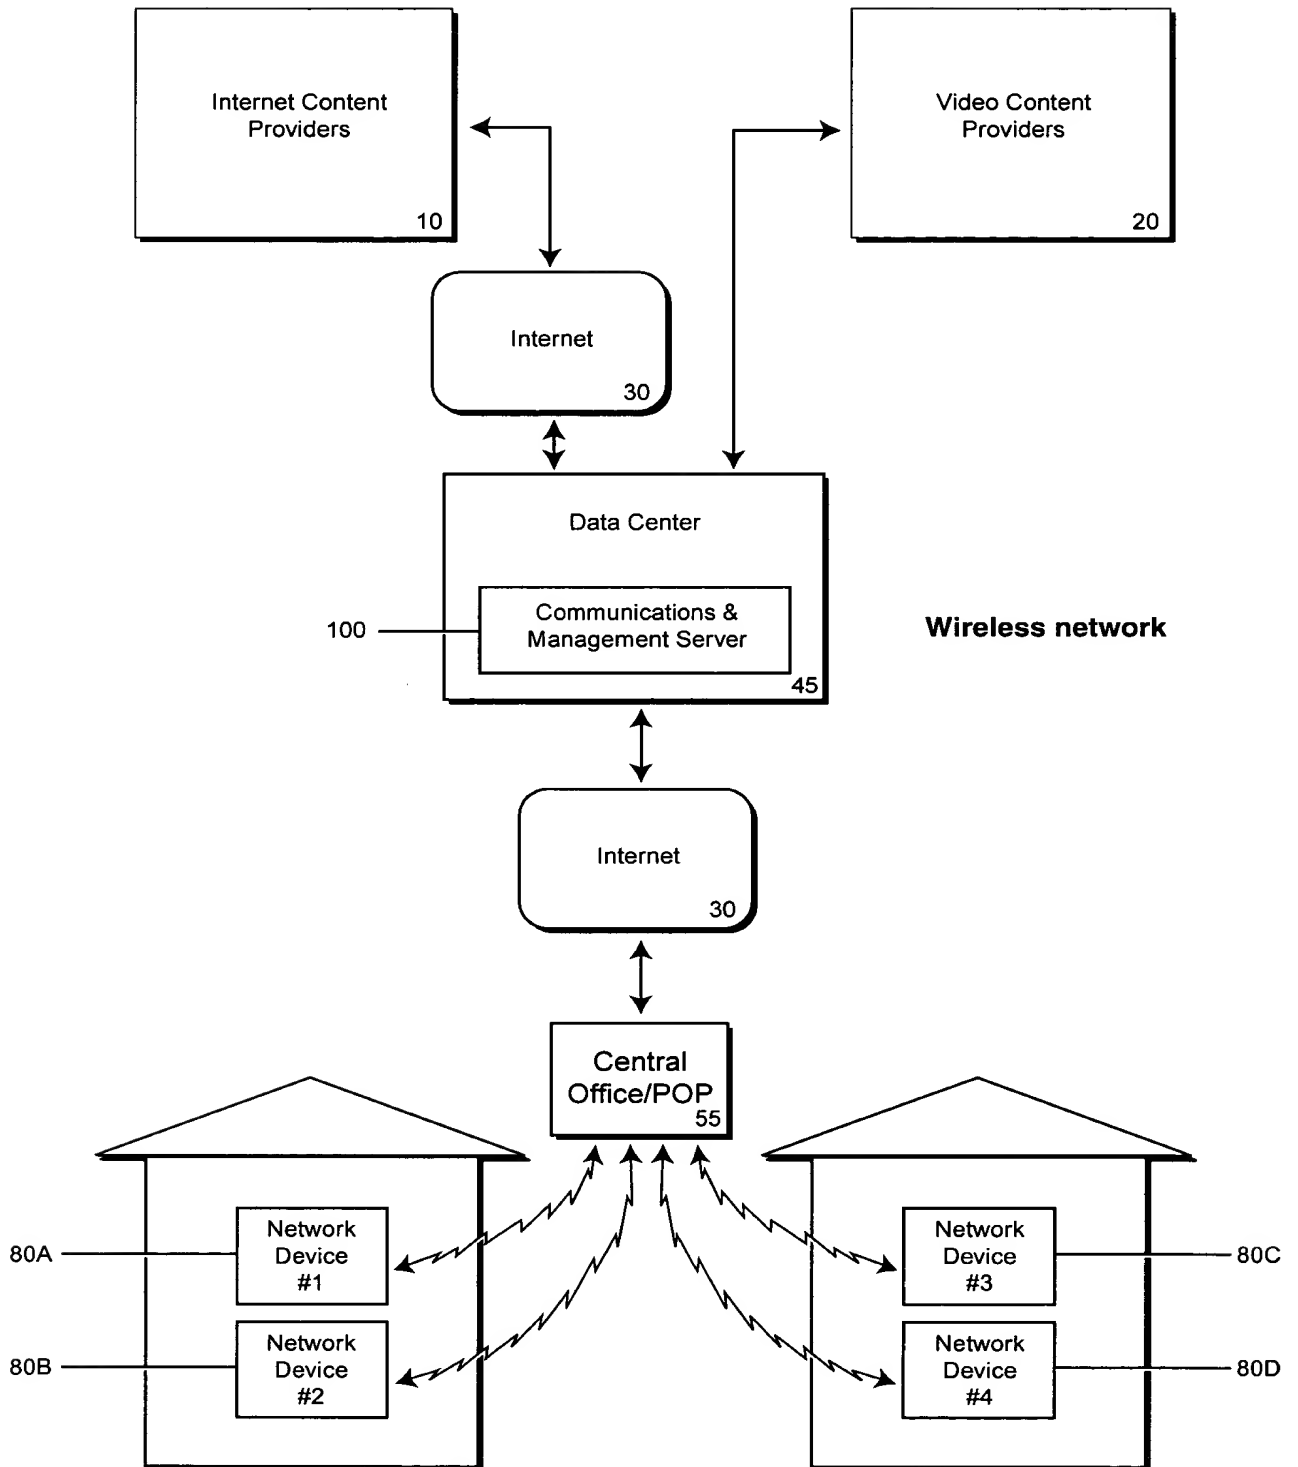 Internet Content
Providers
10
Video Content
Providers
20
Internet
30
Data Center
Communications &
Management Server
100
45
Wireless network
Internet
30
Central
Office/POP
55
Network
Device
#1
80A
Network
Device
#2
80B
Network
Device
#3
80C
Network
Device
#4
80D